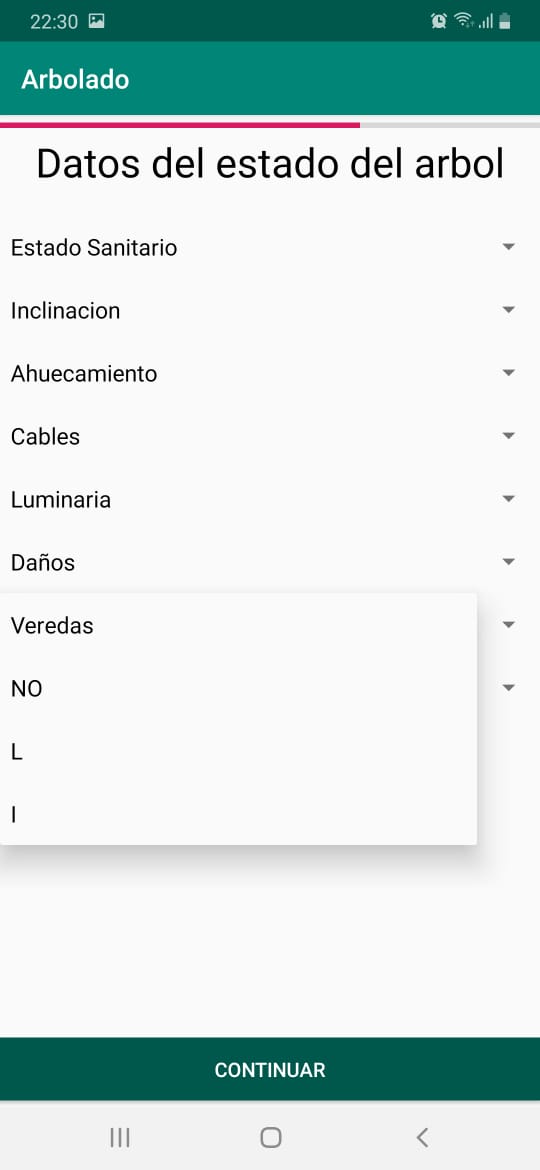 22:30
Arbolado
Datos del estado del arbol
Estado Sanitario
Inclinacion
Ahuecamiento
Cables
Luminaria
Daños
Veredas
NO
L
I
CONTINUAR